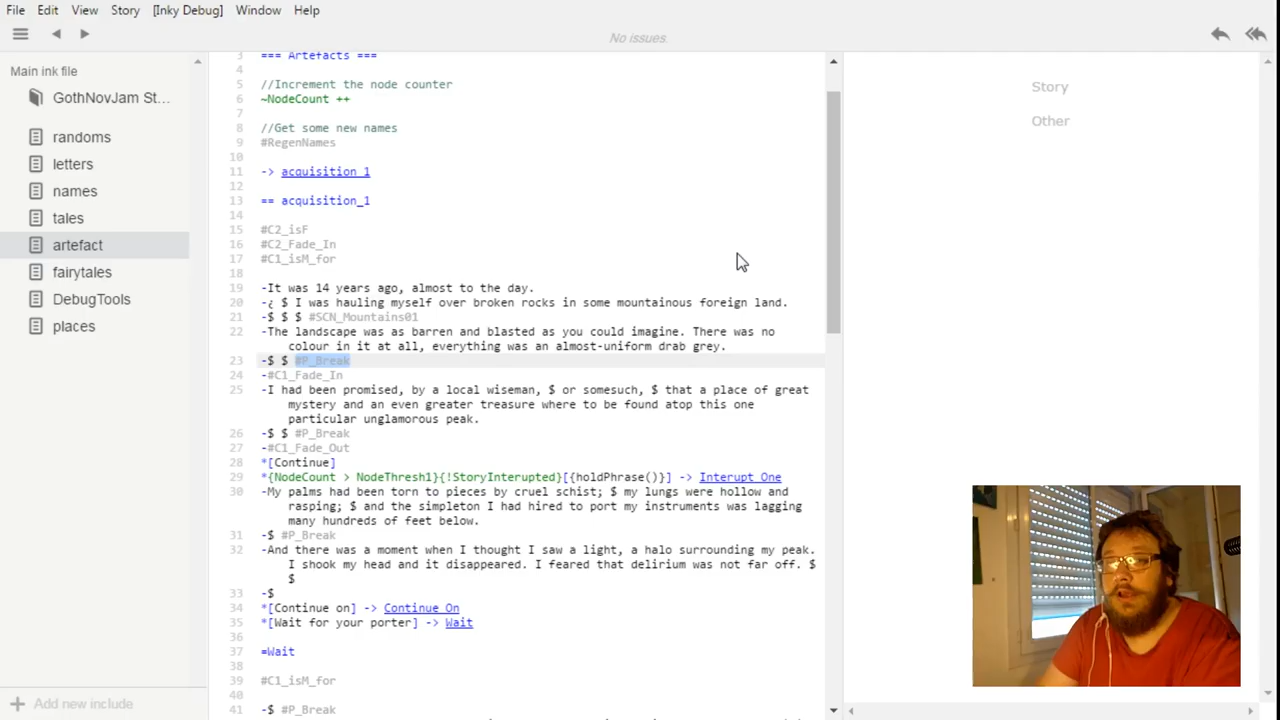 File Edit View Story [Inky Debug] Window Help
No issues.
Main ink file
GothNovJam St...
randoms
letters
names
tales
artefact
fairytales
DebugTools
places
Add new include
3 === Artefacts ===
4
5 //Increment the node counter
6 ~NodeCount ++
7
8 //Get some new names
9 #RegenNames
10
11 -> acquisition_1
12
13 == acquisition_1
14
15 #C2_isF
16 #C2_Fade_In
17 #C1_isM_for
18
19 -It was 14 years ago, almost to the day.
20 -¿ $ I was hauling myself over broken rocks in some mountainous foreign land.
21 -$ $ $ #SCN_Mountains01
22 -The landscape was as barren and blasted as you could imagine. There was no
colour in it at all, everything was an almost-uniform drab grey.
23 -$ $ #P_Break
24 -#C1_Fade_In
25 -I had been promised, by a local wiseman, $ or somesuch, $ that a place of great
mystery and an even greater treasure where to be found atop this one
particular unglamorous peak.
26 -$ $ #P_Break
27 -#C1_Fade_Out
28 *[Continue]
29 *{NodeCount > NodeThresh1}{!StoryInterupted}[{holdPhrase()}] -> Interupt_One
30 -My palms had been torn to pieces by cruel schist; $ my lungs were hollow and
rasping; $ and the simpleton I had hired to port my instruments was lagging
many hundreds of feet below.
31 -$ #P_Break
32 -And there was a moment when I thought I saw a light, a halo surrounding my peak.
I shook my head and it disappeared. I feared that delirium was not far off. $
$
33 -$
34 *[Continue on] -> Continue_On
35 *[Wait for your porter] -> Wait
36
37 =Wait
38
39 #C1_isM_for
40
41 -$ #P_Break
Story
Other